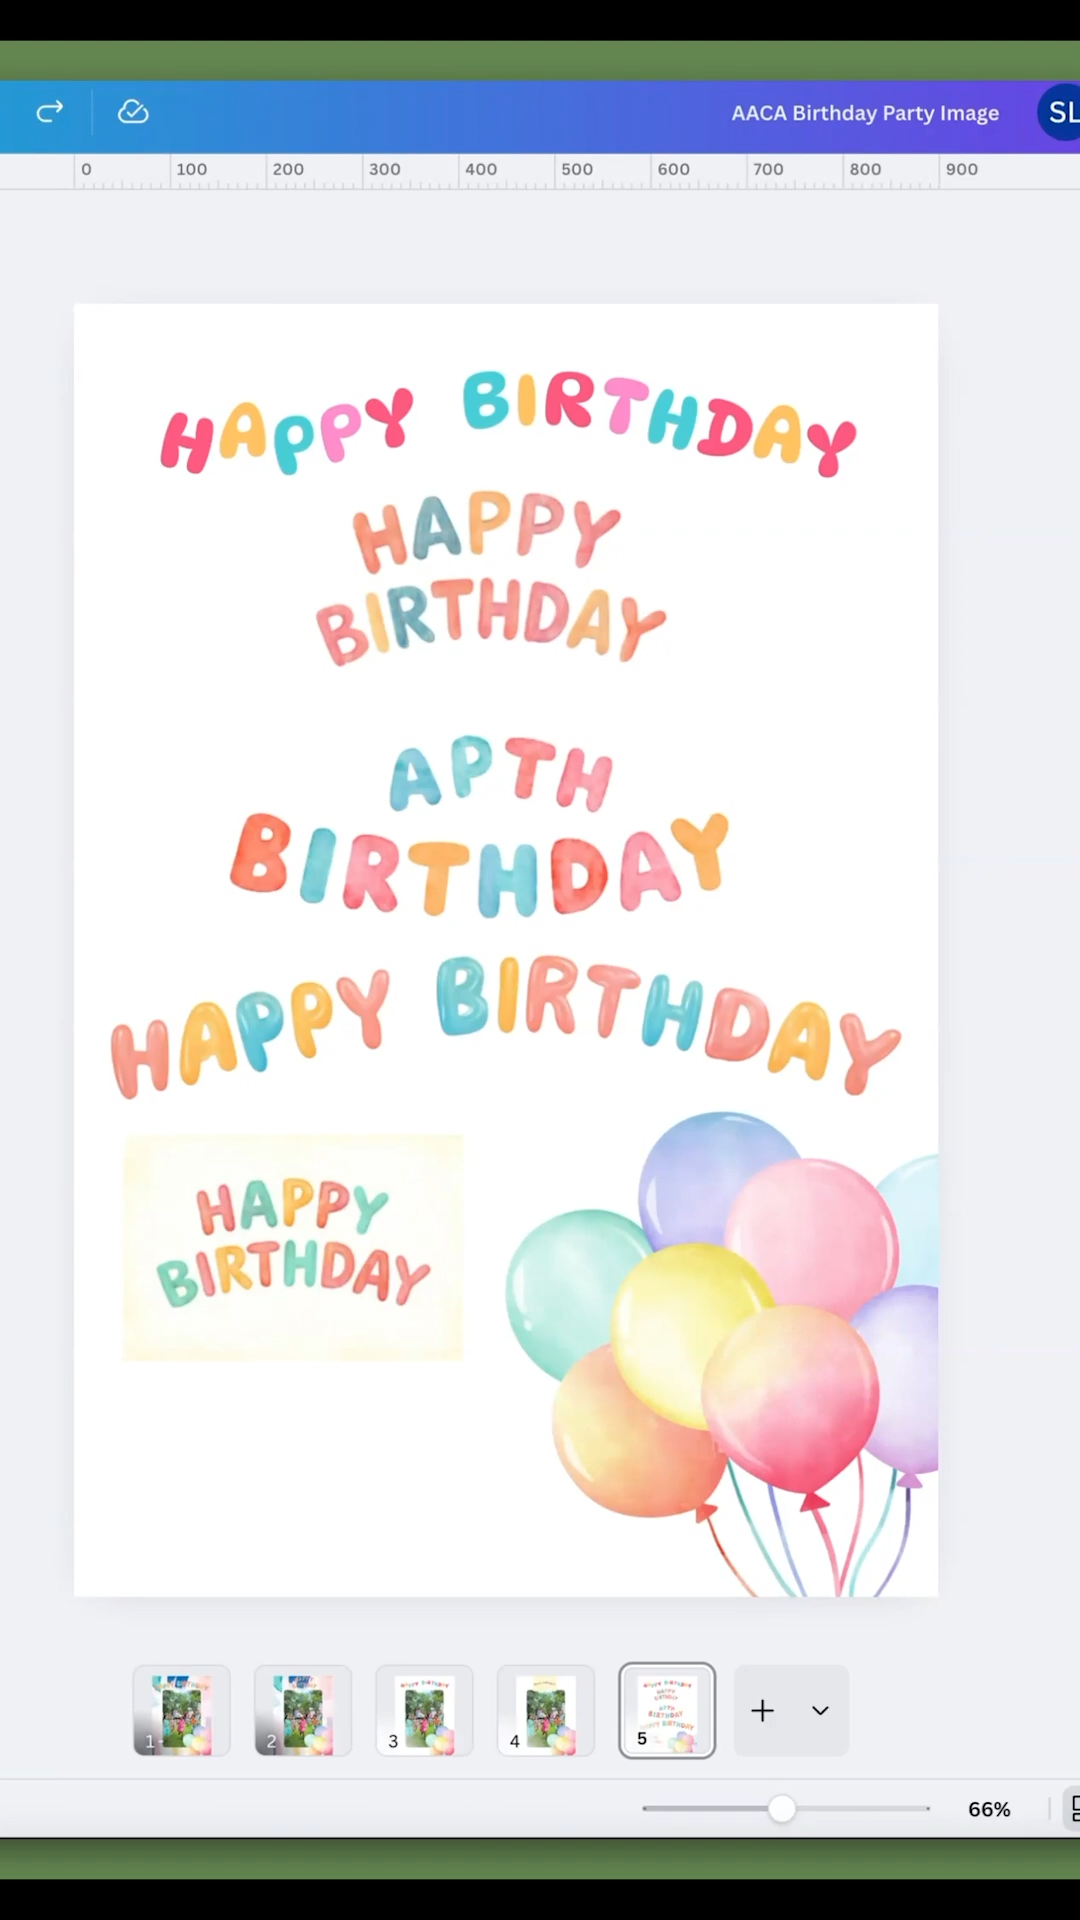 AACA Birthday Party Image
SL
0 100 200 300 400 500 600 700 800 900
HAPPY BIRTHDAY
HAPPY
BIRTHDAY
APTH
BIRTHDAY
HAPPY BIRTHDAY
HAPPY
BIRTHDAY
1 2 3 4 5
66%